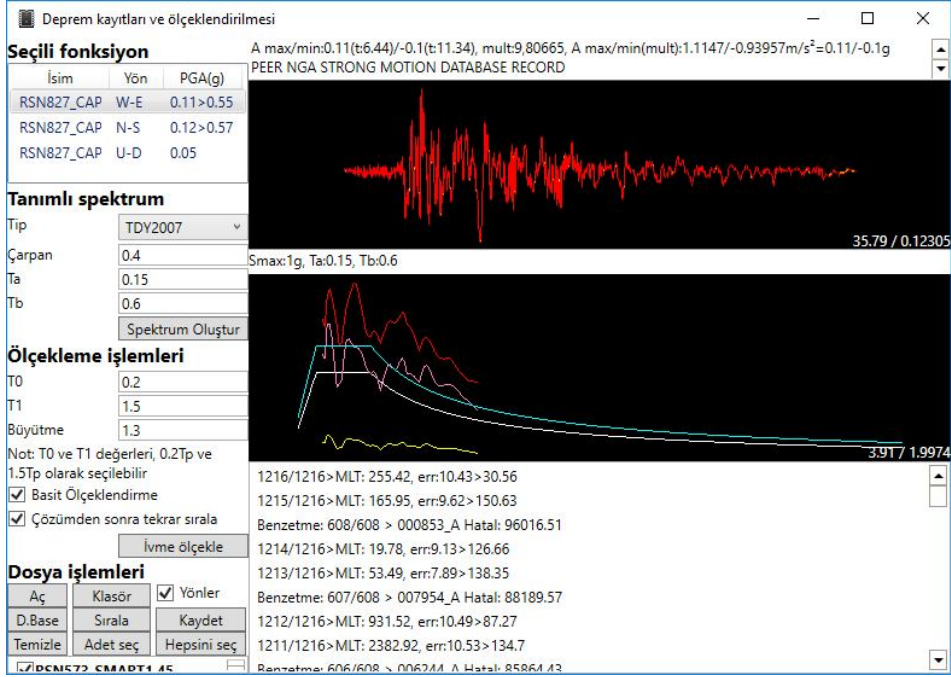 Deprem kayıtları ve ölçeklendirilmesi
Seçili fonksiyon
İsim Yön PGA(g)
RSN827_CAP W-E 0.11>0.55
RSN827_CAP N-S 0.12>0.57
RSN827_CAP U-D 0.05
Tanımlı spektrum
Tip TDY2007
Çarpan 0.4
Ta 0.15
Tb 0.6
Spektrum Oluştur
Ölçekleme işlemleri
T0 0.2
T1 1.5
Büyütme 1.3
Not: T0 ve T1 değerleri, 0.2Tp ve
1.5Tp olarak seçilebilir
Basit Ölçeklendirme
Çözümden sonra tekrar sırala
İvme ölçekle
Dosya işlemleri
Aç Klasör Yönler
D.Base Sırala Kaydet
Temizle Adet seç Hepsini seç
RSN573_SMART1.45
A max/min:0.11(t:6.44)/-0.1(t:11.34), mult:9,80665, A max/min(mult):1.1147/-0.93957m/s²=0.11/-0.1g
PEER NGA STRONG MOTION DATABASE RECORD
35.79 / 0.12305
Smax:1g, Ta:0.15, Tb:0.6
3.91 / 1.9974
1216/1216>MLT: 255.42, err:10.43>30.56
1215/1216>MLT: 165.95, err:9.62>150.63
Benzetme: 608/608 > 000853_A Hatal: 96016.51
1214/1216>MLT: 19.78, err:9.13>126.66
1213/1216>MLT: 53.49, err:7.89>138.35
Benzetme: 607/608 > 007954_A Hatal: 88189.57
1212/1216>MLT: 931.52, err:10.49>87.27
1211/1216>MLT: 2382.92, err:10.53>134.7
Benzetme: 606/608 > 006244_A Hatal: 85864.43